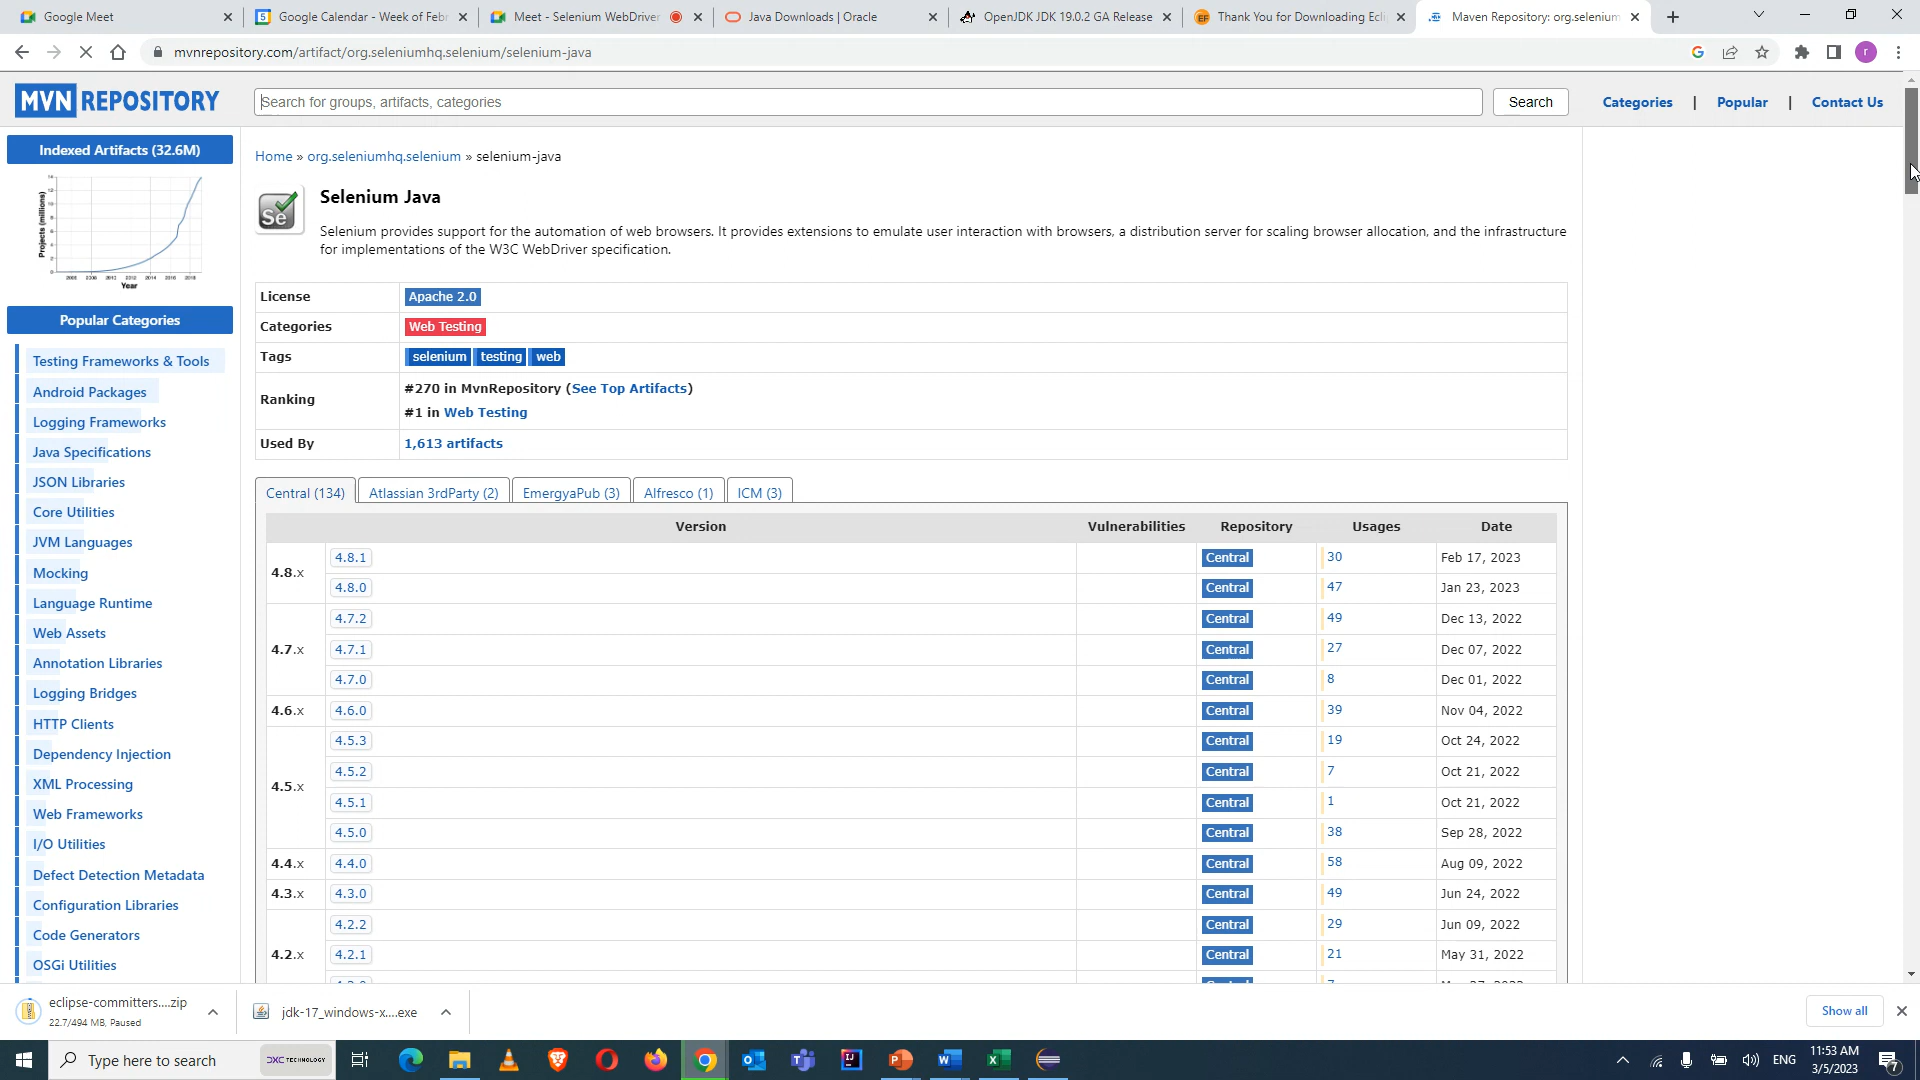 Google Meet
Google Calendar - Week of Febr
Meet - Selenium WebDriver
Java Downloads | Oracle
OpenJDK JDK 19.0.2 GA Release
Thank You for Downloading Ecli
Maven Repository: org.selenium
mvnrepository.com/artifact/org.seleniumhq.selenium/selenium-java
MVN REPOSITORY
Search for groups, artifacts, categories
Search
Categories | Popular | Contact Us
Indexed Artifacts (32.6M)
Projects (millions)
Year
Popular Categories
Testing Frameworks & Tools
Android Packages
Logging Frameworks
Java Specifications
JSON Libraries
Core Utilities
JVM Languages
Mocking
Language Runtime
Web Assets
Annotation Libraries
Logging Bridges
HTTP Clients
Dependency Injection
XML Processing
Web Frameworks
I/O Utilities
Defect Detection Metadata
Configuration Libraries
Code Generators
OSGi Utilities
Home » org.seleniumhq.selenium » selenium-java
Se
Selenium Java
Selenium provides support for the automation of web browsers. It provides extensions to emulate user interaction with browsers, a distribution server for scaling browser allocation, and the infrastructure
for implementations of the W3C WebDriver specification.
License Apache 2.0
Categories Web Testing
Tags selenium testing web
Ranking #270 in MvnRepository (See Top Artifacts)
#1 in Web Testing
Used By 1,613 artifacts
Central (134) Atlassian 3rdParty (2) EmergyaPub (3) Alfresco (1) ICM (3)
Version Vulnerabilities Repository Usages Date
4.8.x
4.8.1 Central 30 Feb 17, 2023
4.8.0 Central 47 Jan 23, 2023
4.7.x
4.7.2 Central 49 Dec 13, 2022
4.7.1 Central 27 Dec 07, 2022
4.7.0 Central 8 Dec 01, 2022
4.6.x 4.6.0 Central 39 Nov 04, 2022
4.5.x
4.5.3 Central 19 Oct 24, 2022
4.5.2 Central 7 Oct 21, 2022
4.5.1 Central 1 Oct 21, 2022
4.5.0 Central 38 Sep 28, 2022
4.4.x 4.4.0 Central 58 Aug 09, 2022
4.3.x 4.3.0 Central 49 Jun 24, 2022
4.2.x
4.2.2 Central 29 Jun 09, 2022
4.2.1 Central 21 May 31, 2022
eclipse-committers....zip
22.7/494 MB, Paused
jdk-17_windows-x....exe
Show all
Type here to search
DXC TECHNOLOGY
ENG
11:53 AM
3/5/2023
7